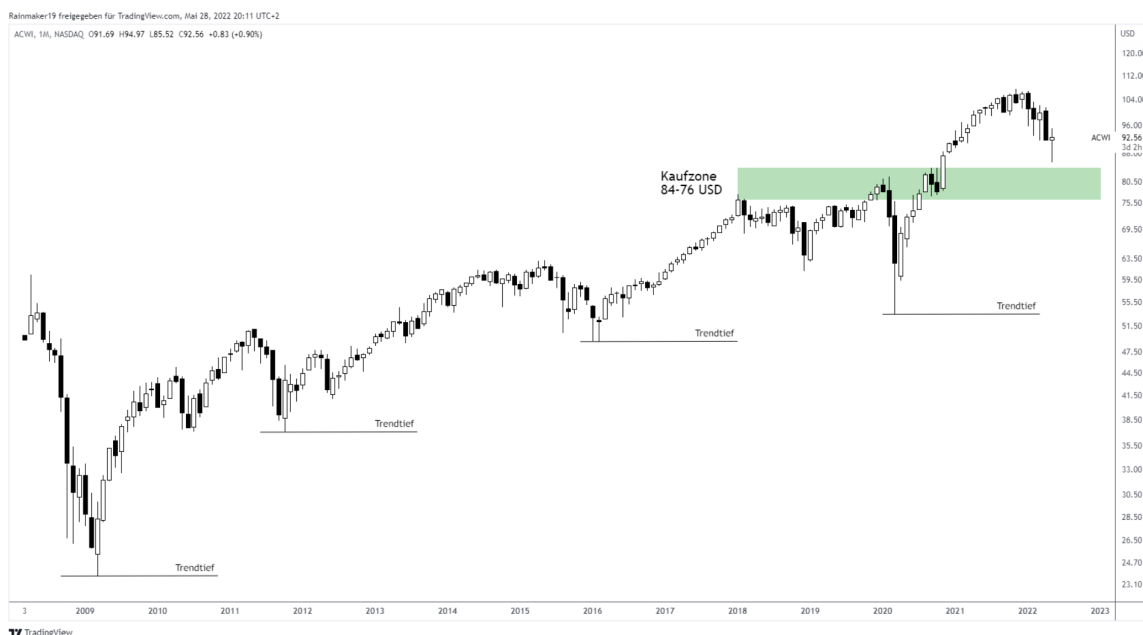 Rainmaker19 freigegeben für TradingView.com, Mai 28, 2022 20:11 UTC+2
ACWI, 1M, NASDAQ O91.69 H94.97 L85.52 C92.56 +0.83 (+0.90%)
USD
120.0
112.0
104.0
96.00
ACWI 92.56
3d 2h
88.00
Kaufzone
84-76 USD
80.50
75.50
69.50
63.50
59.50
55.50
Trendtief
51.50
Trendtief
47.50
44.50
41.50
38.50
Trendtief
35.50
33.00
30.50
28.50
26.50
24.70
Trendtief
23.10
3 2009 2010 2011 2012 2013 2014 2015 2016 2017 2018 2019 2020 2021 2022 2023
TradingView